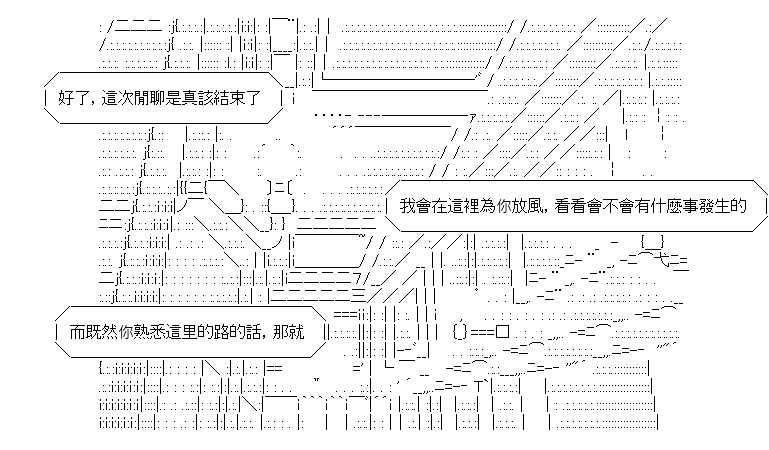 好了，這次閒聊是真該結束了
我會在這裡為你放風，看看會不會有什麼事發生的
而既然你熟悉這里的路的話，那就